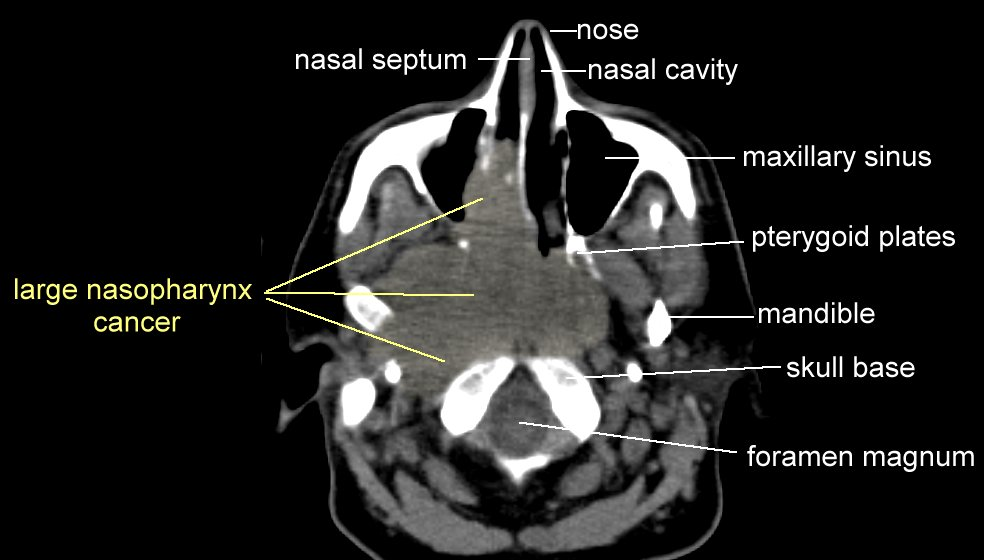 nose
nasal septum
nasal cavity
maxillary sinus
pterygoid plates
large nasopharynx
cancer
mandible
skull base
foramen magnum